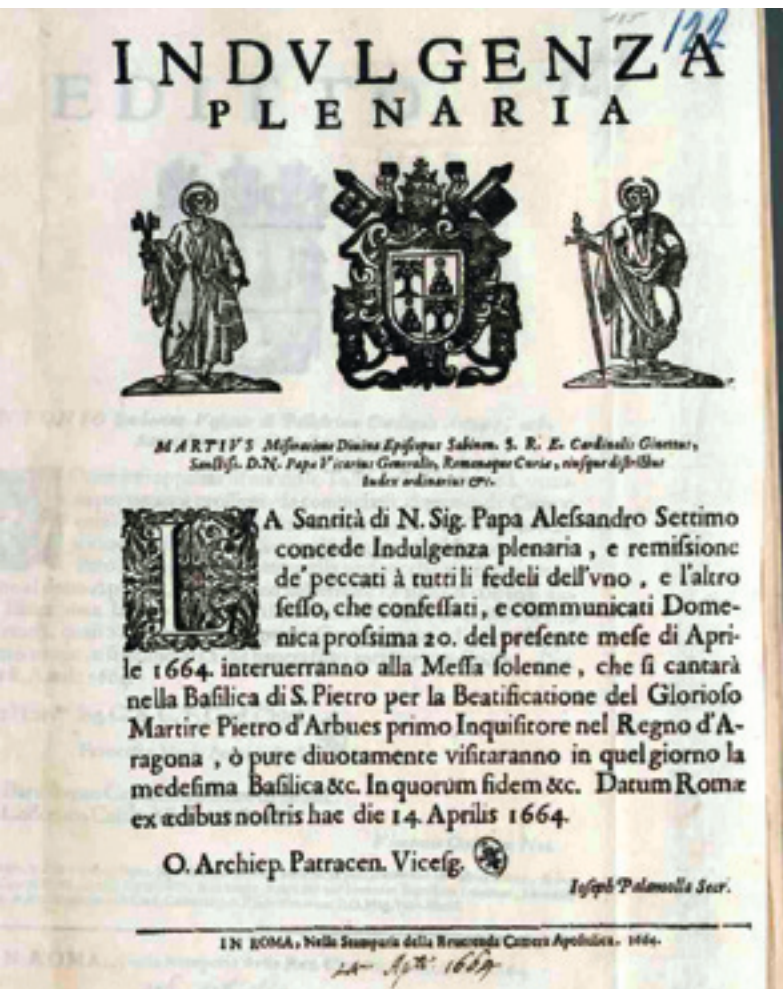 122
INDVLGENZA
PLENARIA
MARTIVS Miseratione Diuina Episcopus Sabinen. S. R. E. Cardinalis Ginettus,
Sanctiss. D.N. Papæ Vicarius Generalis, Romanæque Curiæ, eiusque districtus
Iudex ordinarius &c.
LA Santità di N. Sig. Papa Alessandro Settimo
concede Indulgenza plenaria , e remissione
de' peccati à tutti li fedeli dell'vno , e l'altro
sesso, che confessati, e communicati Dome-
nica prossima 20. del presente mese di Apri-
le 1664. interuerranno alla Messa solenne , che si cantarà
nella Basilica di S. Pietro per la Beatificatione del Glorioso
Martire Pietro d'Arbues primo Inquisitore nel Regno d'A-
ragona , ò pure diuotamente visitaranno in quel giorno la
medesima Basilica &c. In quorum fidem &c. Datum Romæ
ex ædibus nostris hac die 14. Aprilis 1664.
O. Archiep. Patracen. Vicesg.
Ioseph Palamolla Secr.
IN ROMA, Nella Stamparia della Reuerenda Camera Apostolica. 1664.
1664